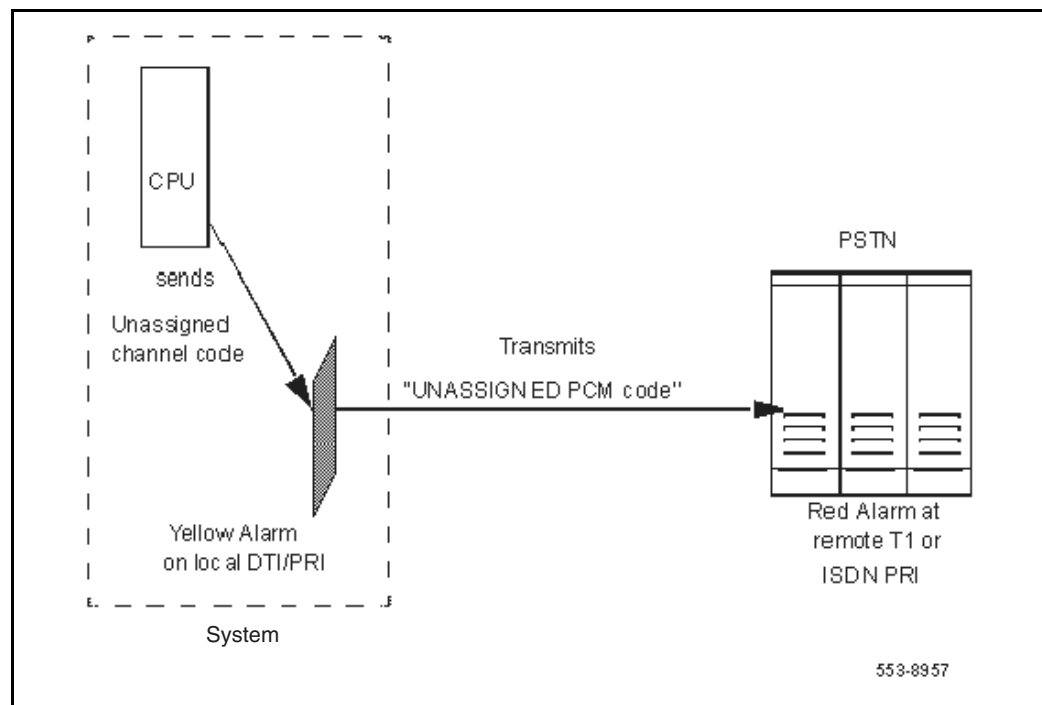 CPU
sends
Unassigned
channel code
Yellow Alarm
on local DTI/PRI
System
Transmits
"UNASSIGNED PCM code"
PSTN
Red Alarm at
remote T1 or
ISDN PRI
553-8957